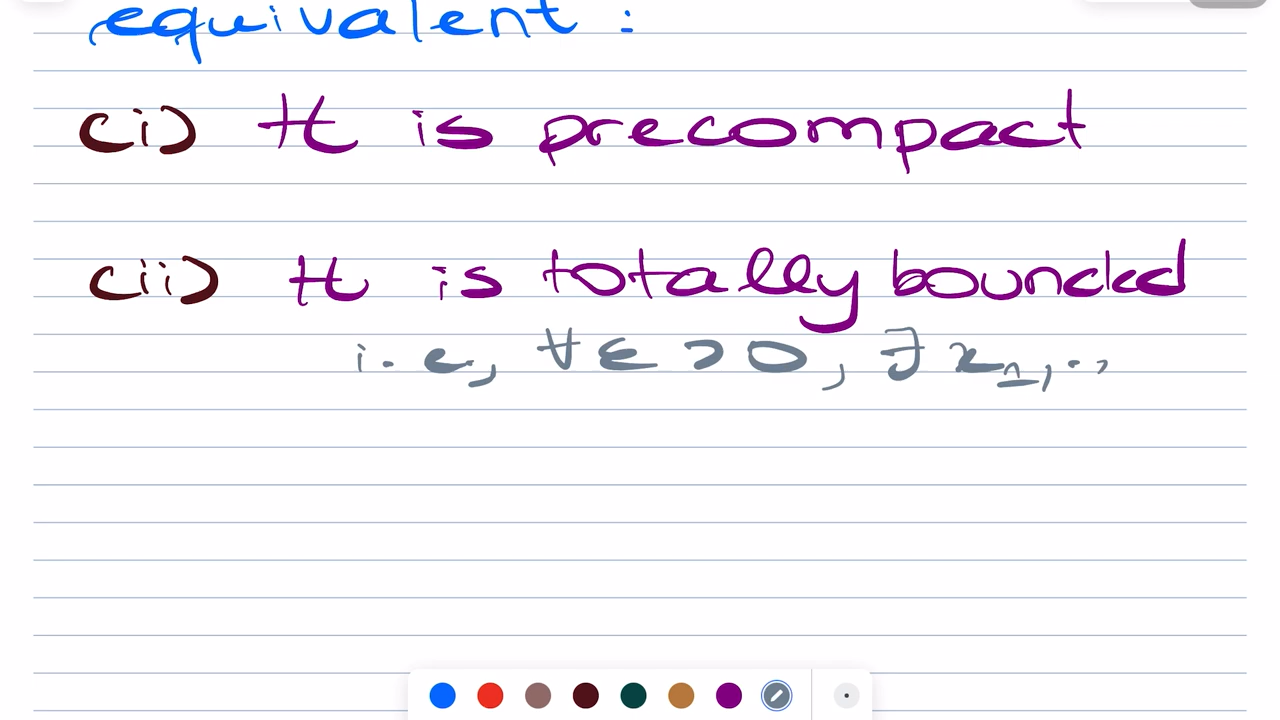 equivalent :
(i) H is precompact
(ii) H is totally bounded
i.e, ∀ε > 0, ∃ x₁, . ,